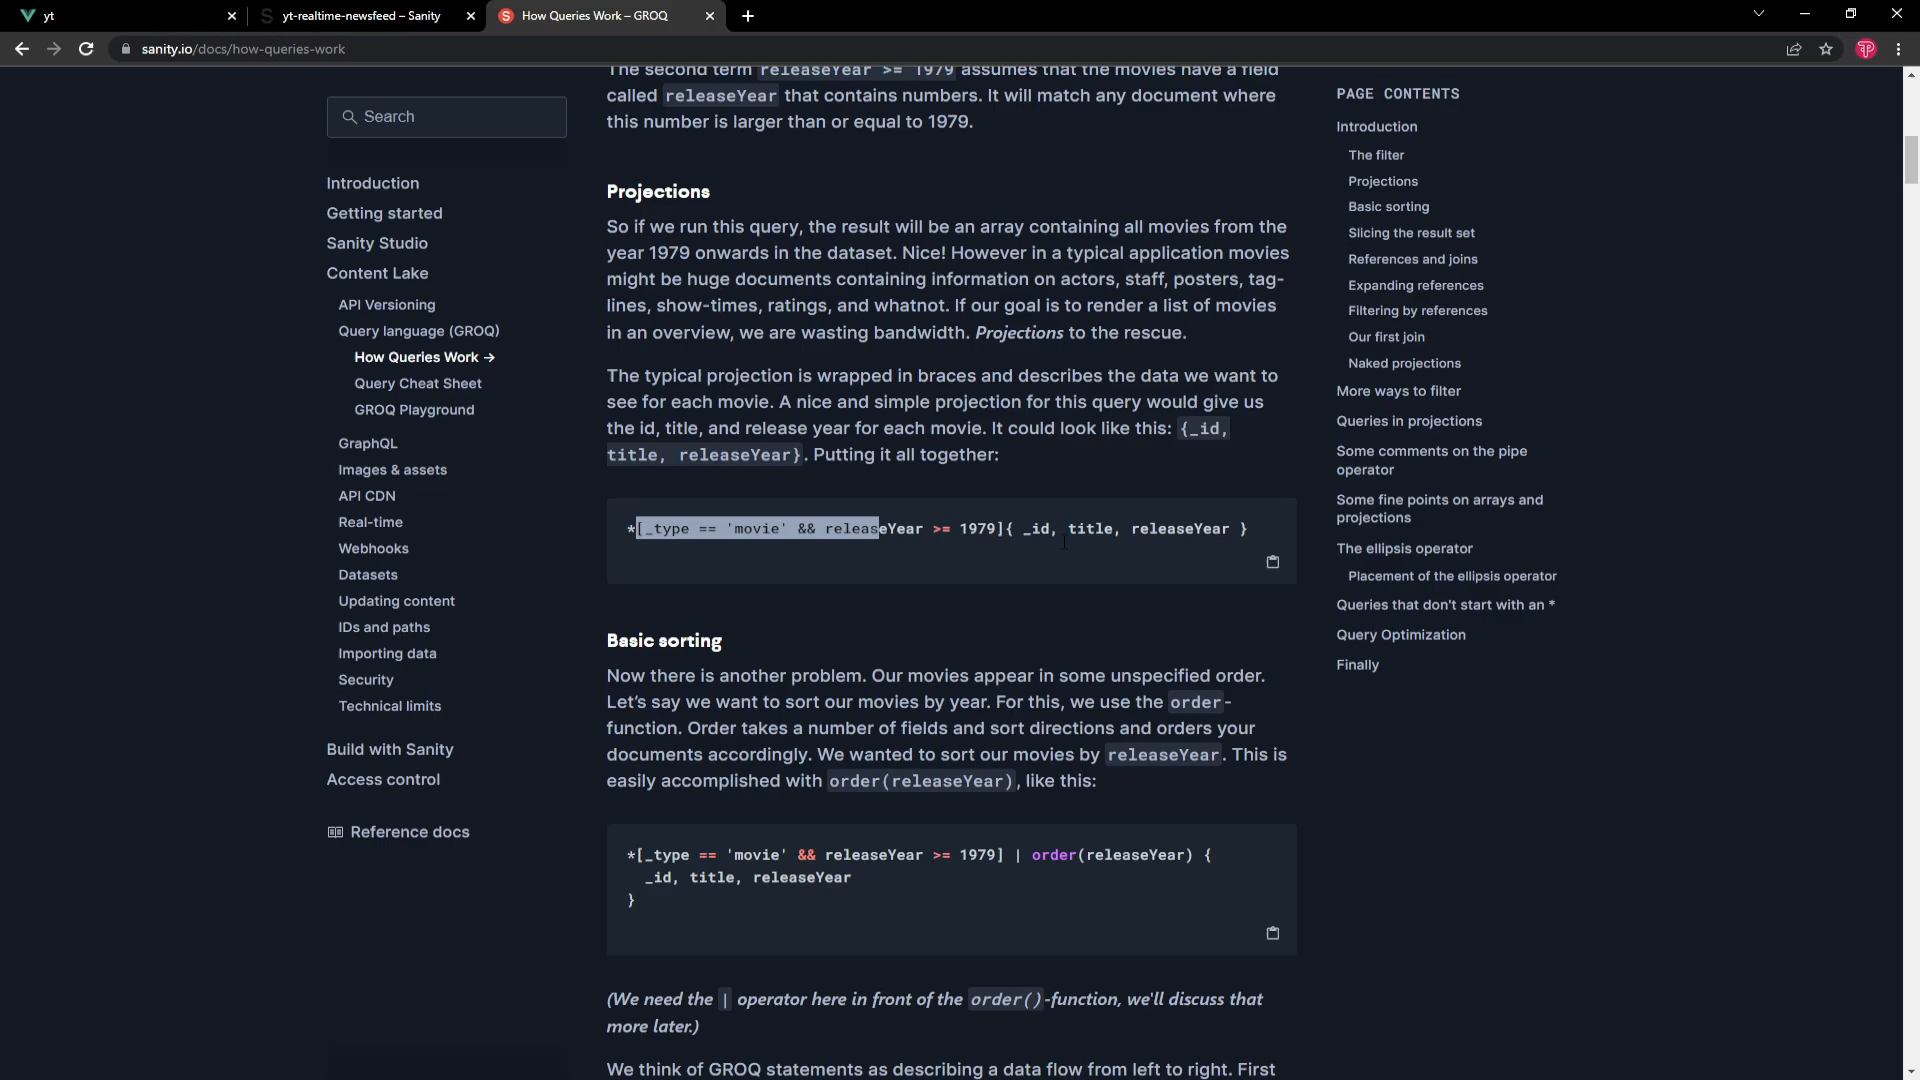 yt
yt-realtime-newsfeed – Sanity
How Queries Work – GROQ
sanity.io/docs/how-queries-work
Search
Introduction
Getting started
Sanity Studio
Content Lake
API Versioning
Query language (GROQ)
How Queries Work →
Query Cheat Sheet
GROQ Playground
GraphQL
Images & assets
API CDN
Real-time
Webhooks
Datasets
Updating content
IDs and paths
Importing data
Security
Technical limits
Build with Sanity
Access control
Reference docs
The second term releaseYear >= 1979 assumes that the movies have a field
called releaseYear that contains numbers. It will match any document where
this number is larger than or equal to 1979.
Projections
So if we run this query, the result will be an array containing all movies from the
year 1979 onwards in the dataset. Nice! However in a typical application movies
might be huge documents containing information on actors, staff, posters, tag-
lines, show-times, ratings, and whatnot. If our goal is to render a list of movies
in an overview, we are wasting bandwidth. Projections to the rescue.
The typical projection is wrapped in braces and describes the data we want to
see for each movie. A nice and simple projection for this query would give us
the id, title, and release year for each movie. It could look like this: {_id,
title, releaseYear}. Putting it all together:
*[_type == 'movie' && releaseYear >= 1979]{ _id, title, releaseYear }
Basic sorting
Now there is another problem. Our movies appear in some unspecified order.
Let's say we want to sort our movies by year. For this, we use the order-
function. Order takes a number of fields and sort directions and orders your
documents accordingly. We wanted to sort our movies by releaseYear. This is
easily accomplished with order(releaseYear), like this:
*[_type == 'movie' && releaseYear >= 1979] | order(releaseYear) {
_id, title, releaseYear
}
(We need the | operator here in front of the order()-function, we'll discuss that
more later.)
We think of GROQ statements as describing a data flow from left to right. First
PAGE CONTENTS
Introduction
The filter
Projections
Basic sorting
Slicing the result set
References and joins
Expanding references
Filtering by references
Our first join
Naked projections
More ways to filter
Queries in projections
Some comments on the pipe
operator
Some fine points on arrays and
projections
The ellipsis operator
Placement of the ellipsis operator
Queries that don't start with an *
Query Optimization
Finally